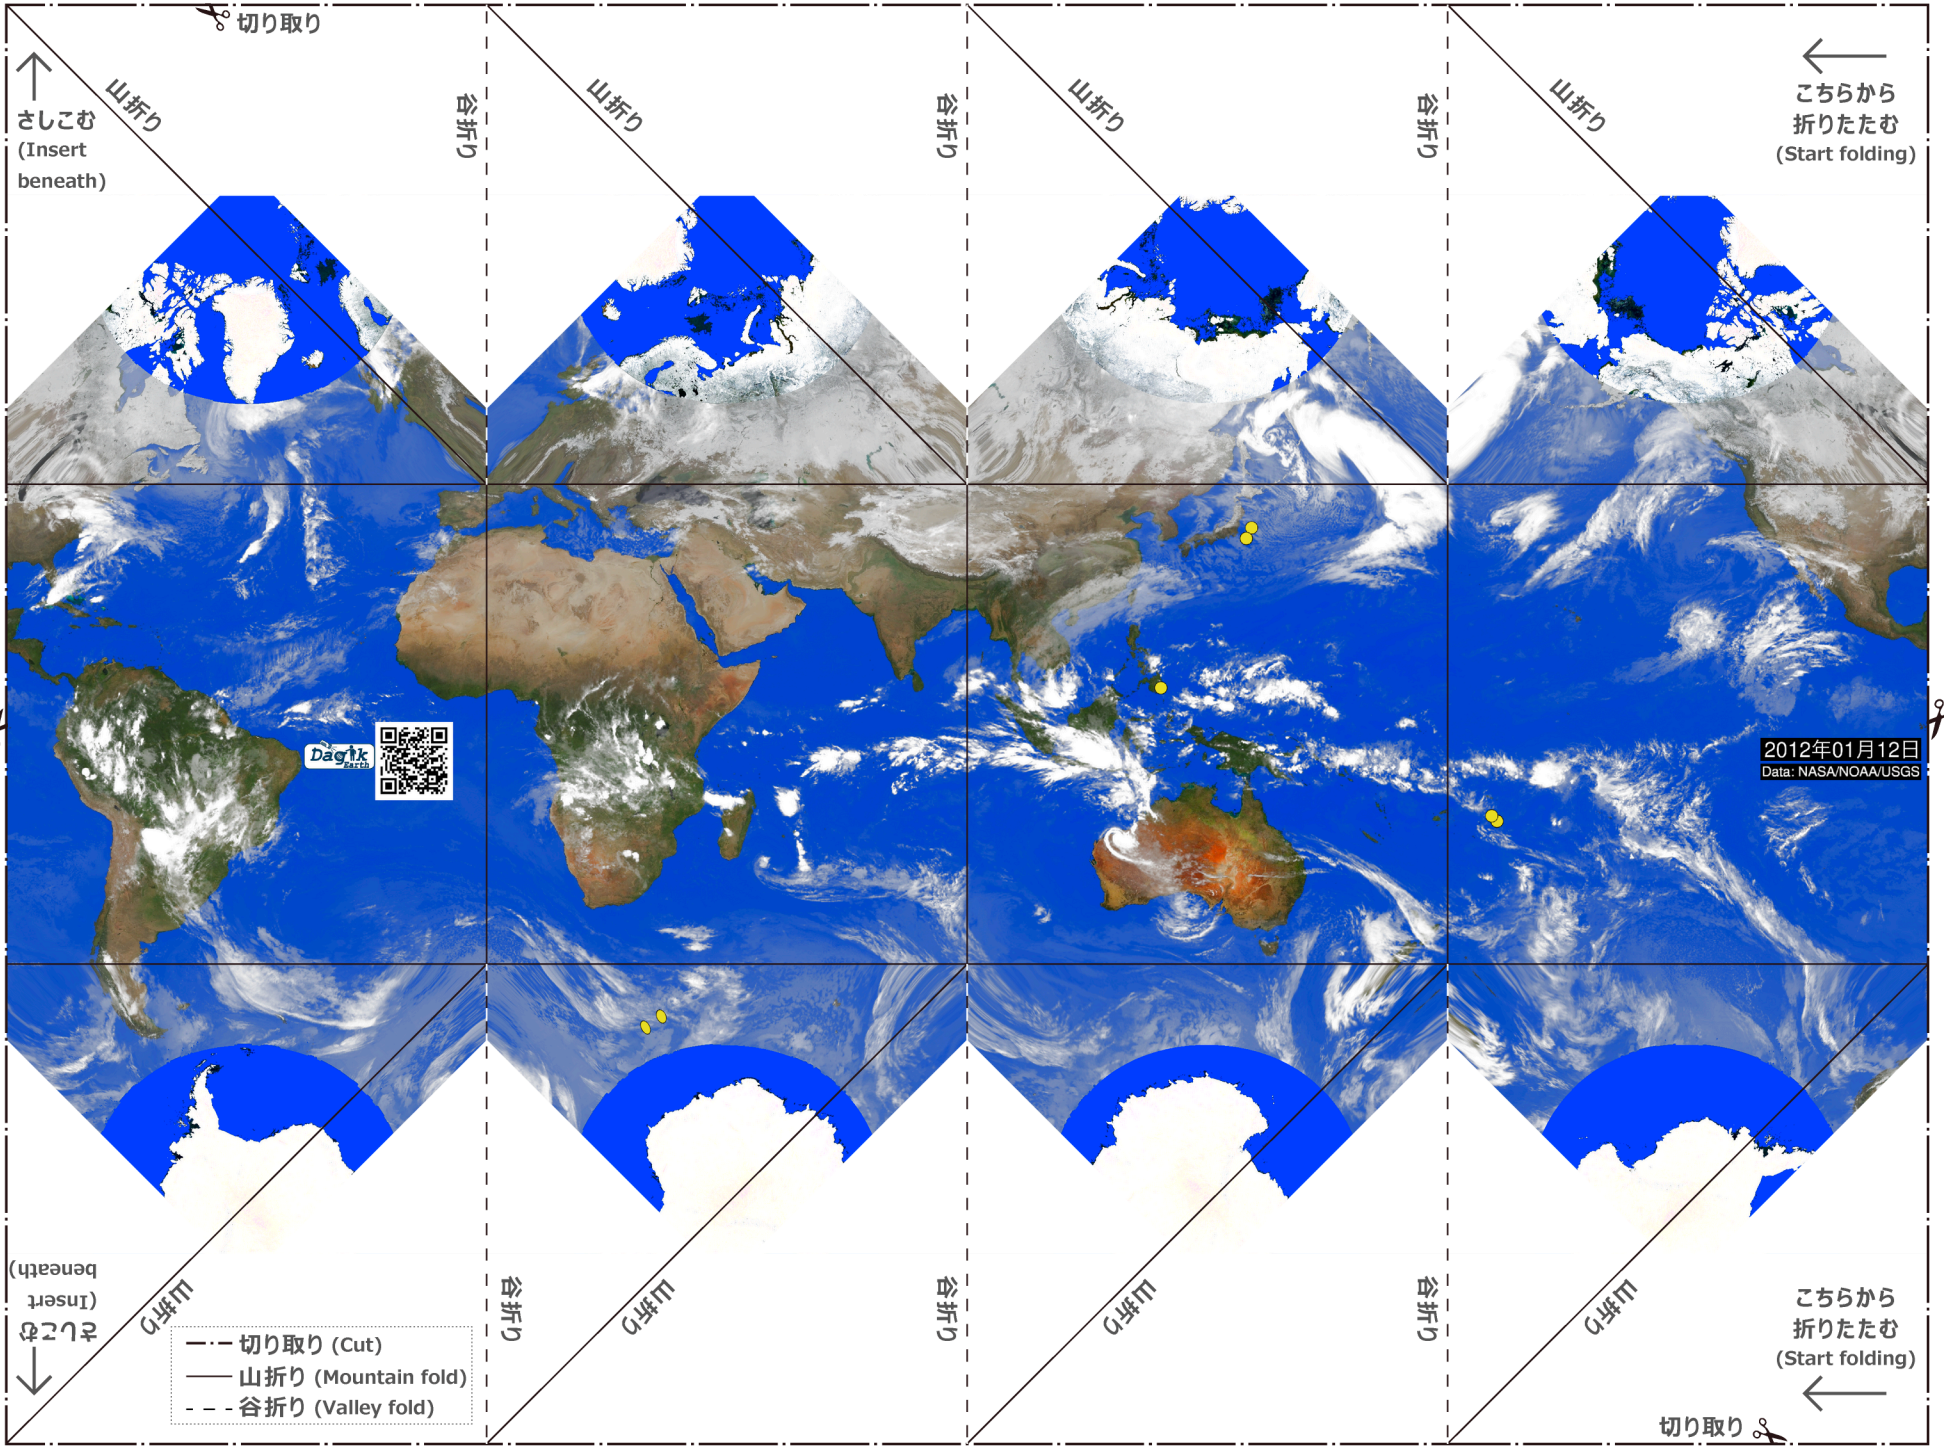 切り取り
山折り
谷折り
山折り
谷折り
山折り
谷折り
山折り
さしこむ
(Insert
beneath)
こちらから
折りたたむ
(Start folding)
Dagik
Earth
2012年01月12日
Data: NASA/NOAA/USGS
さしこむ
(Insert
beneath)
山折り
谷折り
山折り
谷折り
山折り
谷折り
山折り
こちらから
折りたたむ
(Start folding)
切り取り (Cut)
山折り (Mountain fold)
谷折り (Valley fold)
切り取り